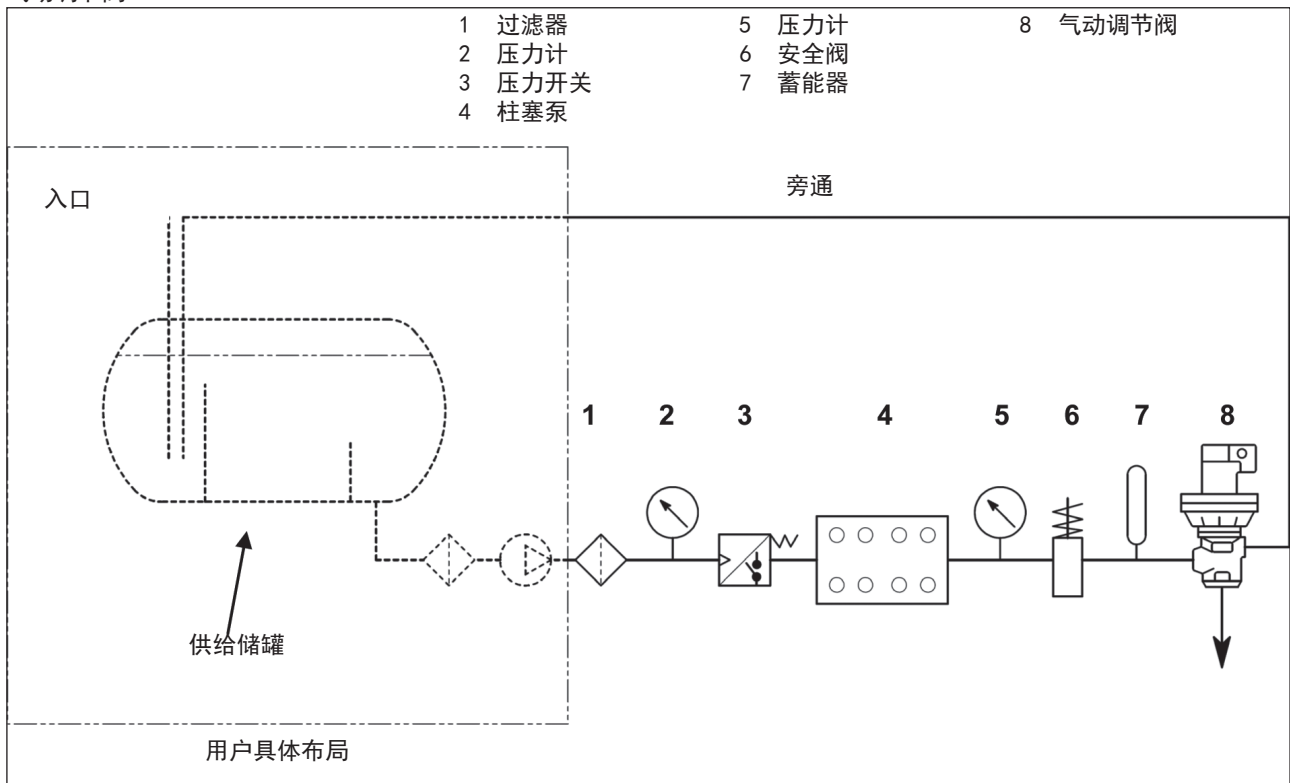 1 过滤器
2 压力计
3 压力开关
4 柱塞泵
5 压力计
6 安全阀
7 蓄能器
8 气动调节阀
入口
旁通
1 2 3 4 5 6 7 8
供给储罐
用户具体布局